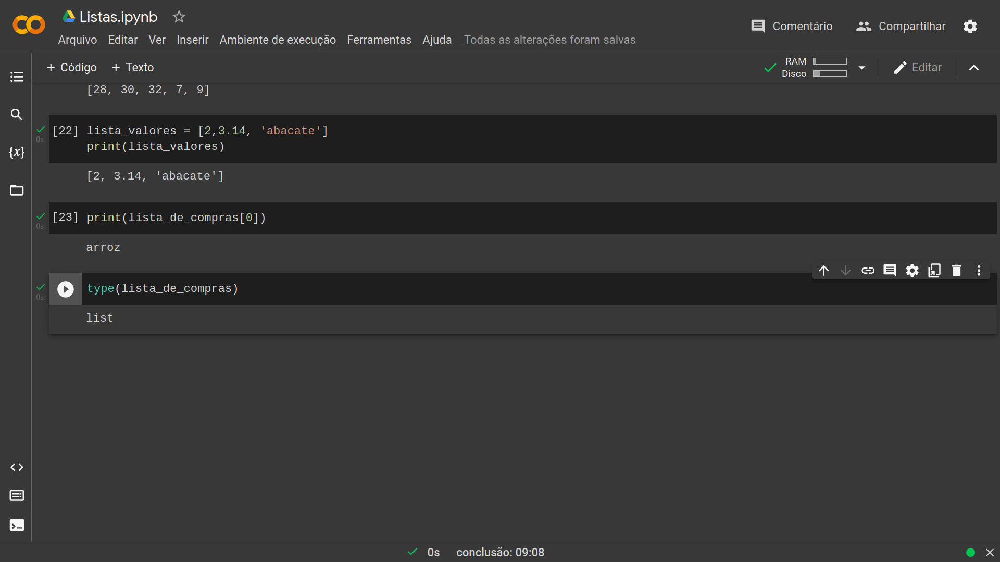 Listas.ipynb
Comentário Compartilhar
Arquivo Editar Ver Inserir Ambiente de execução Ferramentas Ajuda Todas as alterações foram salvas
+ Código + Texto
RAM
Disco
Editar
[28, 30, 32, 7, 9]
[22] lista_valores = [2,3.14, 'abacate']
0s
print(lista_valores)
[2, 3.14, 'abacate']
[23] print(lista_de_compras[0])
0s
arroz
type(lista_de_compras)
0s
list
{x}
0s conclusão: 09:08